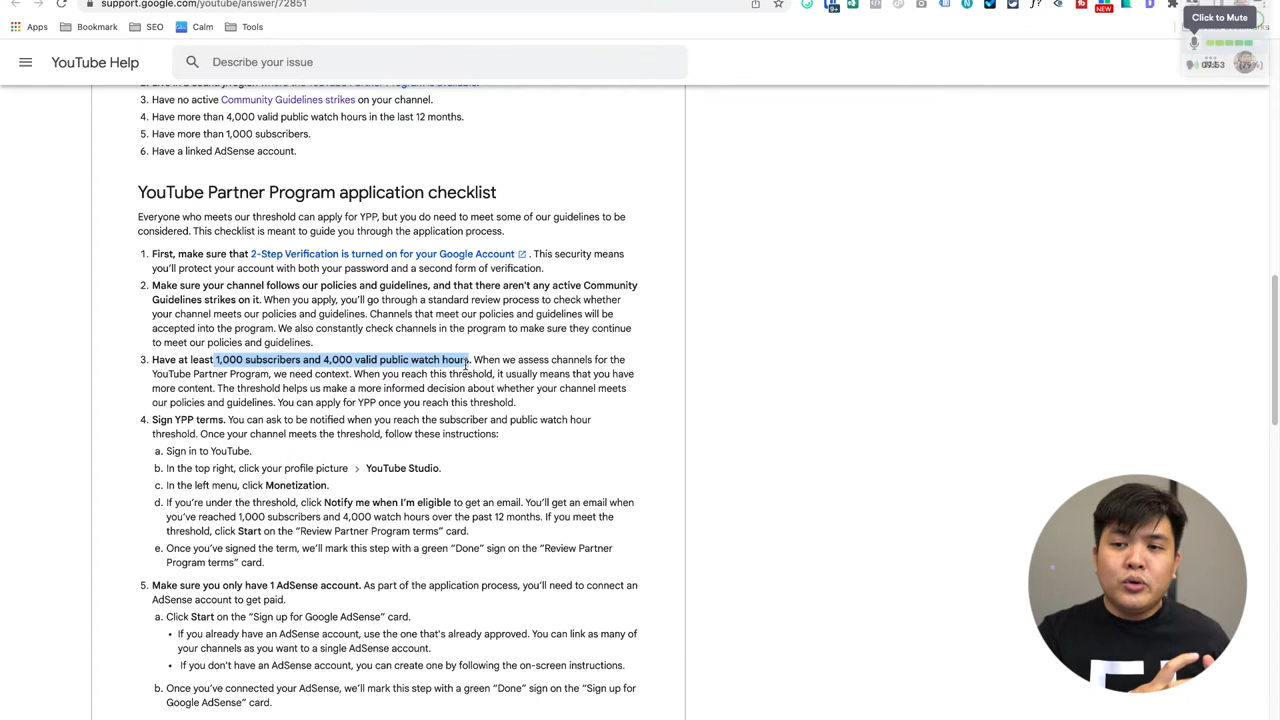 support.google.com/youtube/answer/72851
Click to Mute
Apps Bookmark SEO Calm Tools
NEW
YouTube Help
Describe your issue
3. Have no active Community Guidelines strikes on your channel.
4. Have more than 4,000 valid public watch hours in the last 12 months.
5. Have more than 1,000 subscribers.
6. Have a linked AdSense account.
YouTube Partner Program application checklist
Everyone who meets our threshold can apply for YPP, but you do need to meet some of our guidelines to be
considered. This checklist is meant to guide you through the application process.
1. First, make sure that 2-Step Verification is turned on for your Google Account . This security means
you'll protect your account with both your password and a second form of verification.
2. Make sure your channel follows our policies and guidelines, and that there aren't any active Community
Guidelines strikes on it. When you apply, you'll go through a standard review process to check whether
your channel meets our policies and guidelines. Channels that meet our policies and guidelines will be
accepted into the program. We also constantly check channels in the program to make sure they continue
to meet our policies and guidelines.
3. Have at least 1,000 subscribers and 4,000 valid public watch hours. When we assess channels for the
YouTube Partner Program, we need context. When you reach this threshold, it usually means that you have
more content. The threshold helps us make a more informed decision about whether your channel meets
our policies and guidelines. You can apply for YPP once you reach this threshold.
4. Sign YPP terms. You can ask to be notified when you reach the subscriber and public watch hour
threshold. Once your channel meets the threshold, follow these instructions:
a. Sign in to YouTube.
b. In the top right, click your profile picture > YouTube Studio.
c. In the left menu, click Monetization.
d. If you're under the threshold, click Notify me when I'm eligible to get an email. You'll get an email when
you've reached 1,000 subscribers and 4,000 watch hours over the past 12 months. If you meet the
threshold, click Start on the “Review Partner Program terms” card.
e. Once you've signed the term, we'll mark this step with a green “Done” sign on the “Review Partner
Program terms” card.
5. Make sure you only have 1 AdSense account. As part of the application process, you'll need to connect an
AdSense account to get paid.
a. Click Start on the “Sign up for Google AdSense” card.
• If you already have an AdSense account, use the one that's already approved. You can link as many of
your channels as you want to a single AdSense account.
• If you don't have an AdSense account, you can create one by following the on-screen instructions.
b. Once you've connected your AdSense, we'll mark this step with a green “Done” sign on the “Sign up for
Google AdSense” card.